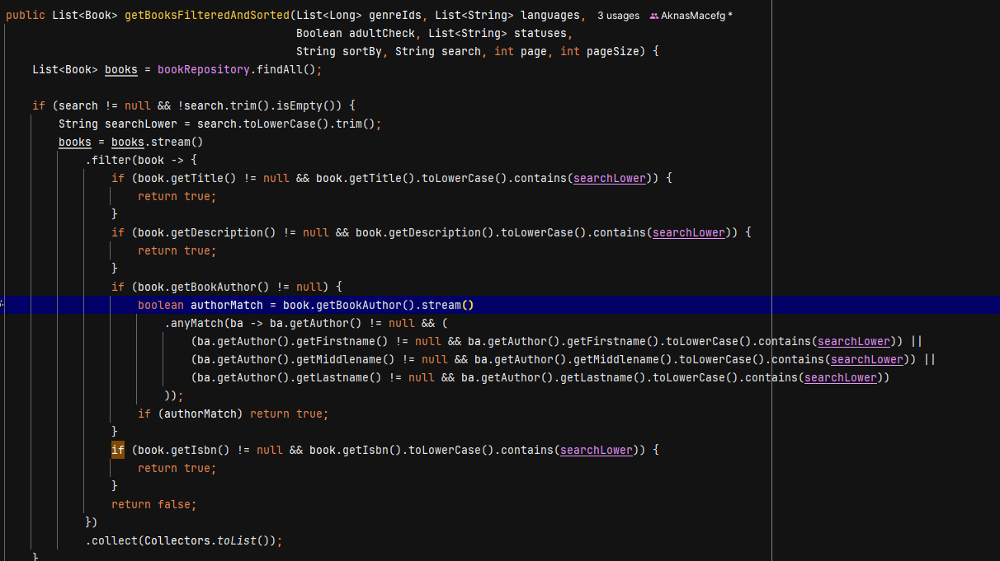 public List<Book> getBooksFilteredAndSorted(List<Long> genreIds, List<String> languages, 3 usages AknasMacefg *
Boolean adultCheck, List<String> statuses,
String sortBy, String search, int page, int pageSize) {
List<Book> books = bookRepository.findAll();
if (search != null && !search.trim().isEmpty()) {
String searchLower = search.toLowerCase().trim();
books = books.stream()
.filter(book -> {
if (book.getTitle() != null && book.getTitle().toLowerCase().contains(searchLower)) {
return true;
}
if (book.getDescription() != null && book.getDescription().toLowerCase().contains(searchLower)) {
return true;
}
if (book.getBookAuthor() != null) {
boolean authorMatch = book.getBookAuthor().stream()
.anyMatch(ba -> ba.getAuthor() != null && (
(ba.getAuthor().getFirstname() != null && ba.getAuthor().getFirstname().toLowerCase().contains(searchLower)) ||
(ba.getAuthor().getMiddlename() != null && ba.getAuthor().getMiddlename().toLowerCase().contains(searchLower)) ||
(ba.getAuthor().getLastname() != null && ba.getAuthor().getLastname().toLowerCase().contains(searchLower))
));
if (authorMatch) return true;
}
if (book.getIsbn() != null && book.getIsbn().toLowerCase().contains(searchLower)) {
return true;
}
return false;
})
.collect(Collectors.toList());
}